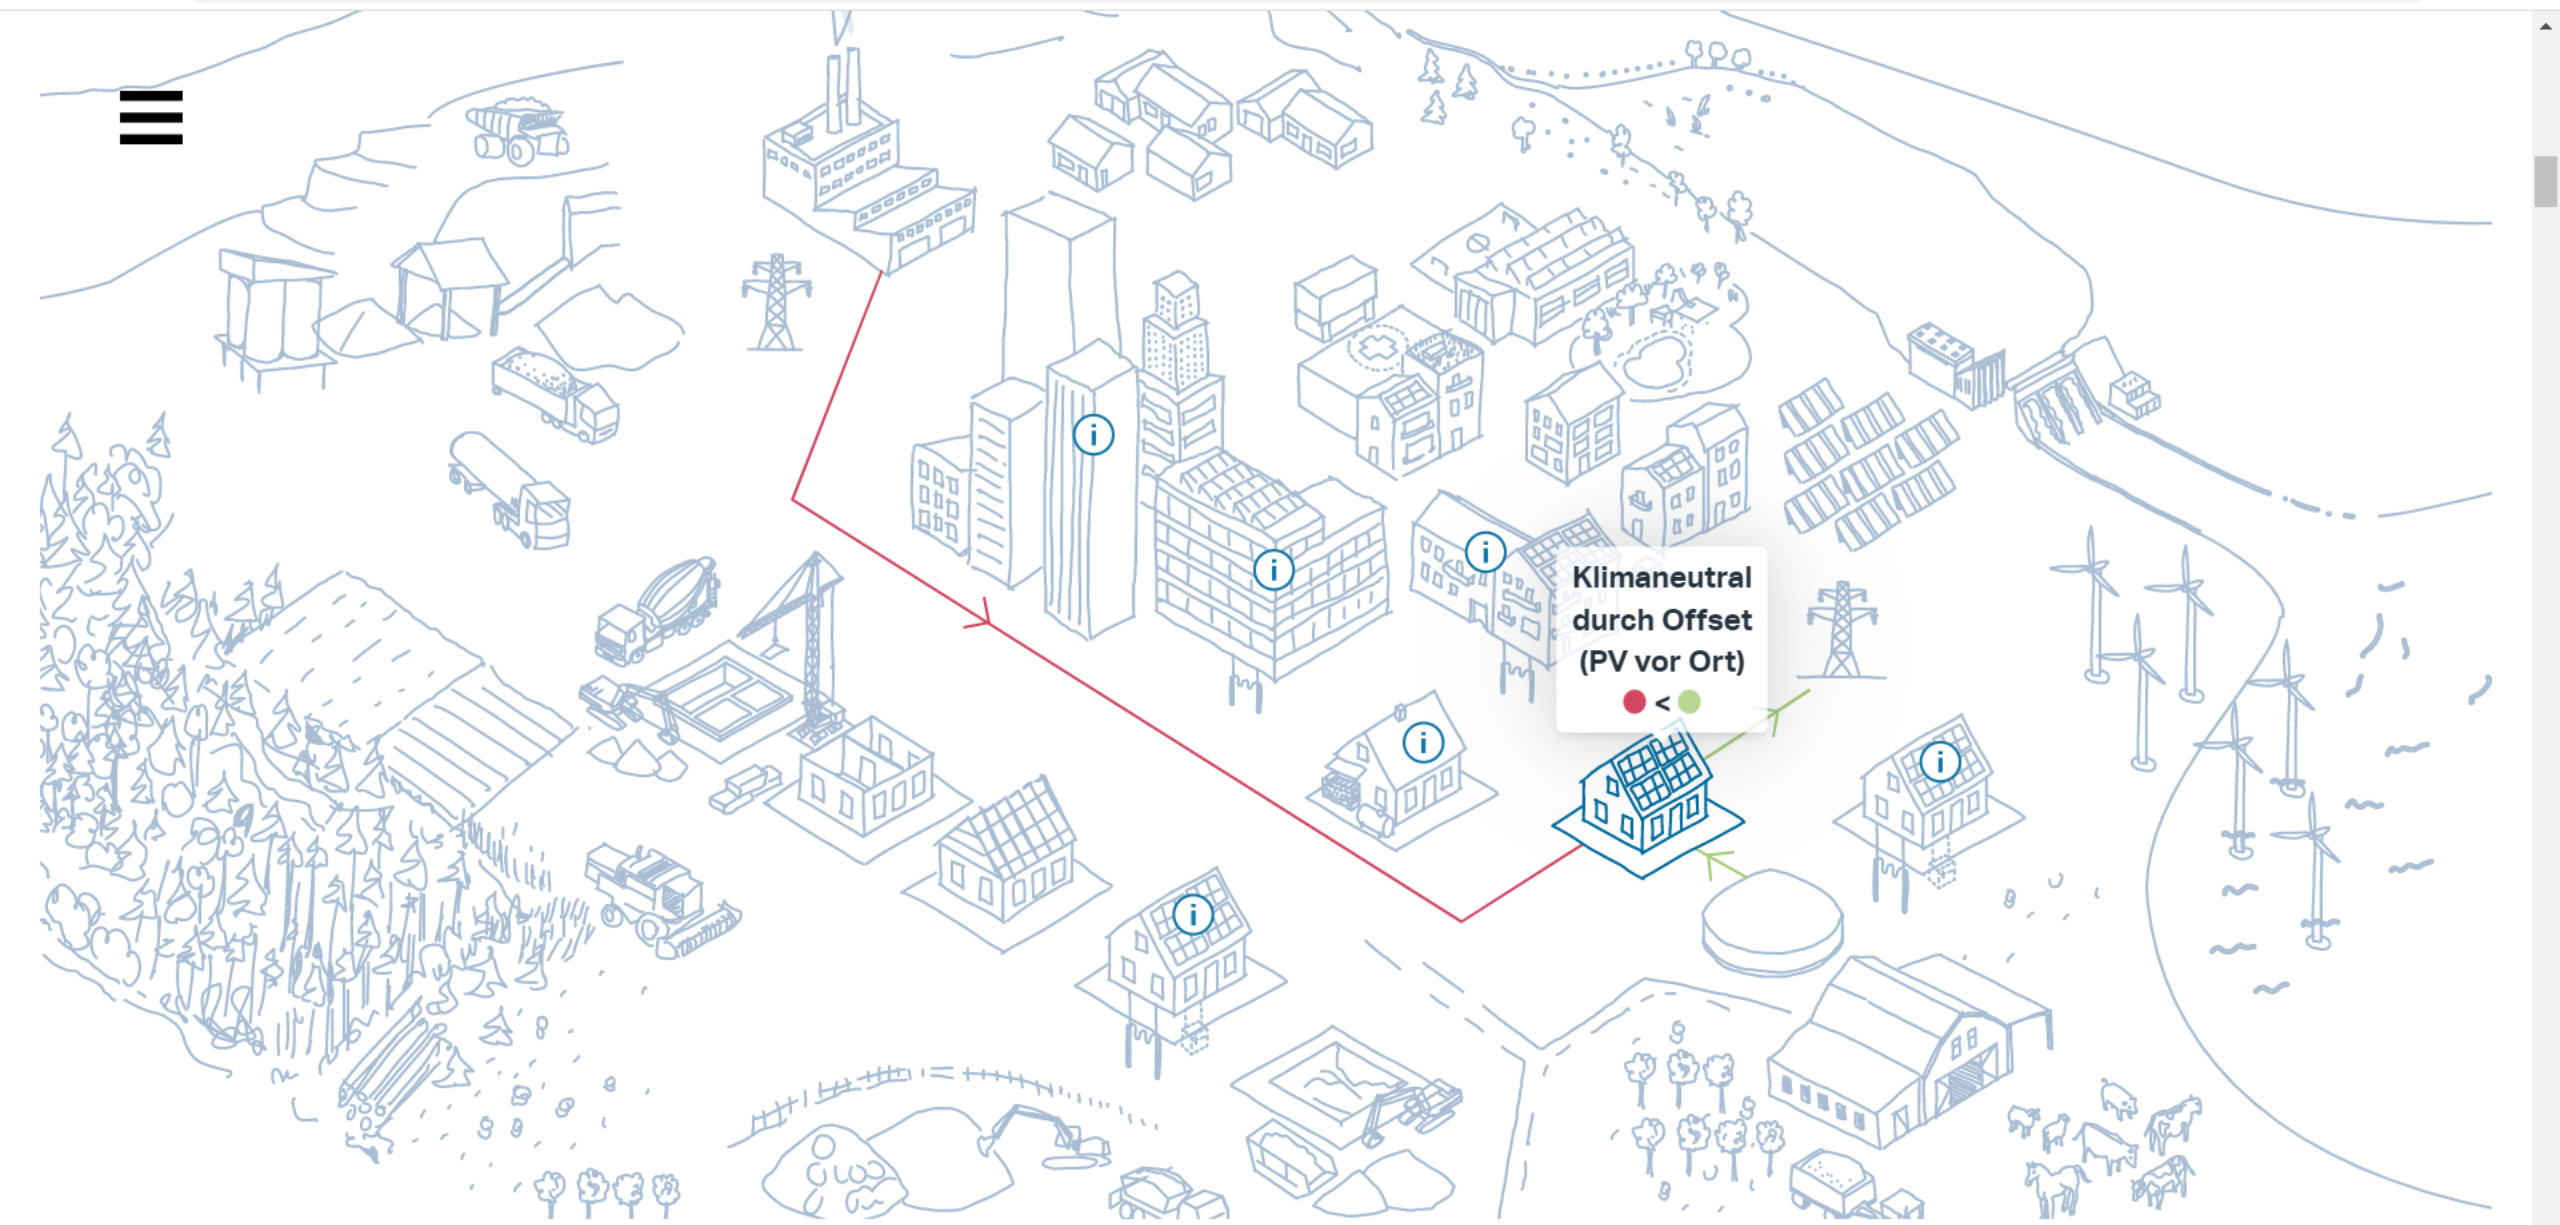 i
i
i
Klimaneutral
durch Offset
(PV vor Ort)
<
i
i
i